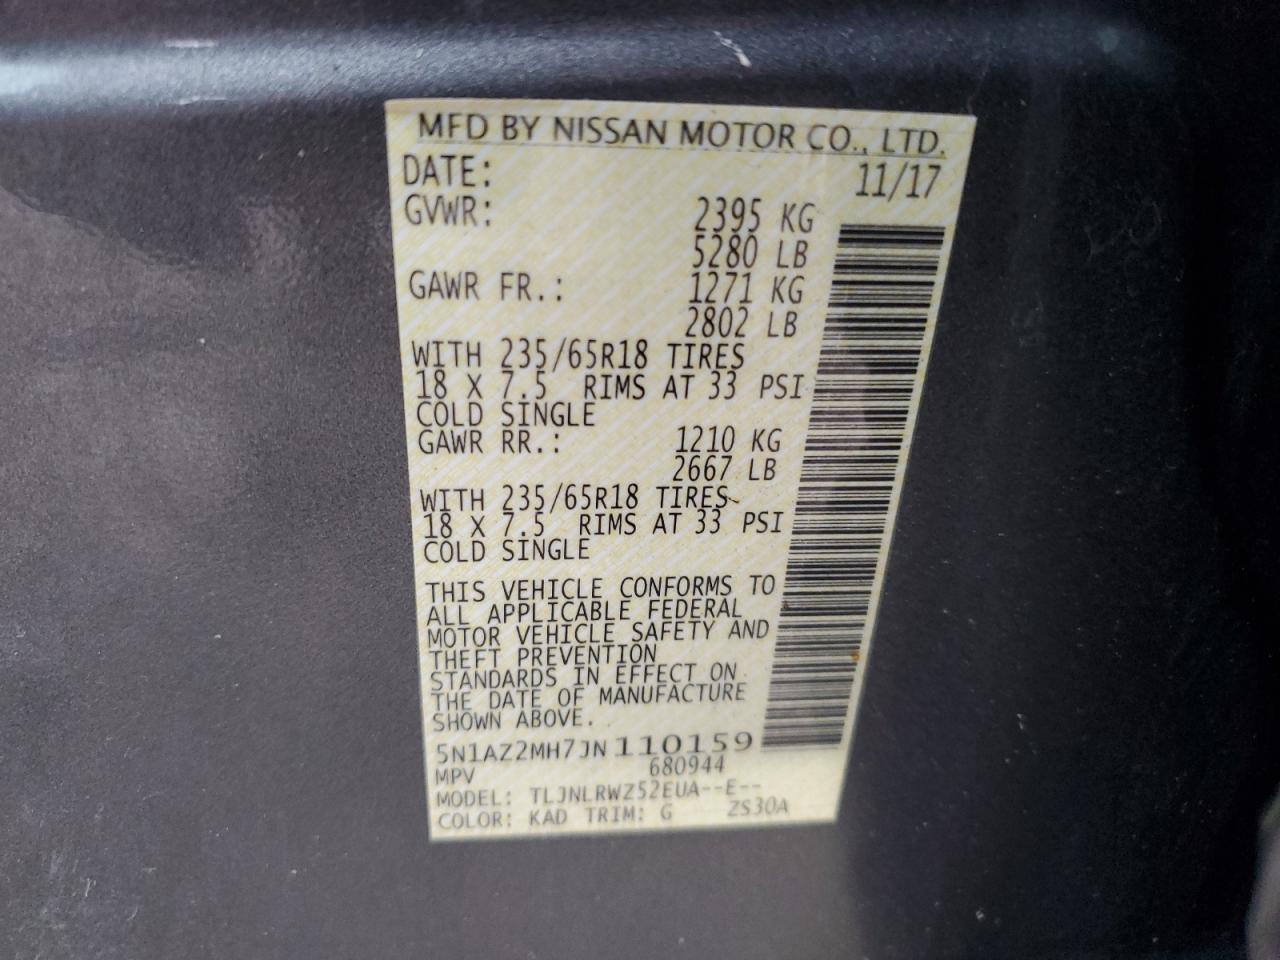 MFD BY NISSAN MOTOR CO., LTD.
DATE: 11/17
GVWR: 2395 KG
5280 LB
GAWR FR.: 1271 KG
2802 LB
WITH 235/65R18 TIRES
18 X 7.5 RIMS AT 33 PSI
COLD SINGLE
GAWR RR.: 1210 KG
2667 LB
WITH 235/65R18 TIRES
18 X 7.5 RIMS AT 33 PSI
COLD SINGLE
THIS VEHICLE CONFORMS TO
ALL APPLICABLE FEDERAL
MOTOR VEHICLE SAFETY AND
THEFT PREVENTION
STANDARDS IN EFFECT ON
THE DATE OF MANUFACTURE
SHOWN ABOVE.
5N1AZ2MH7JN110159
MPV 680944
MODEL: TLJNLRWZ52EUA--E--
COLOR: KAD TRIM: G ZS30A